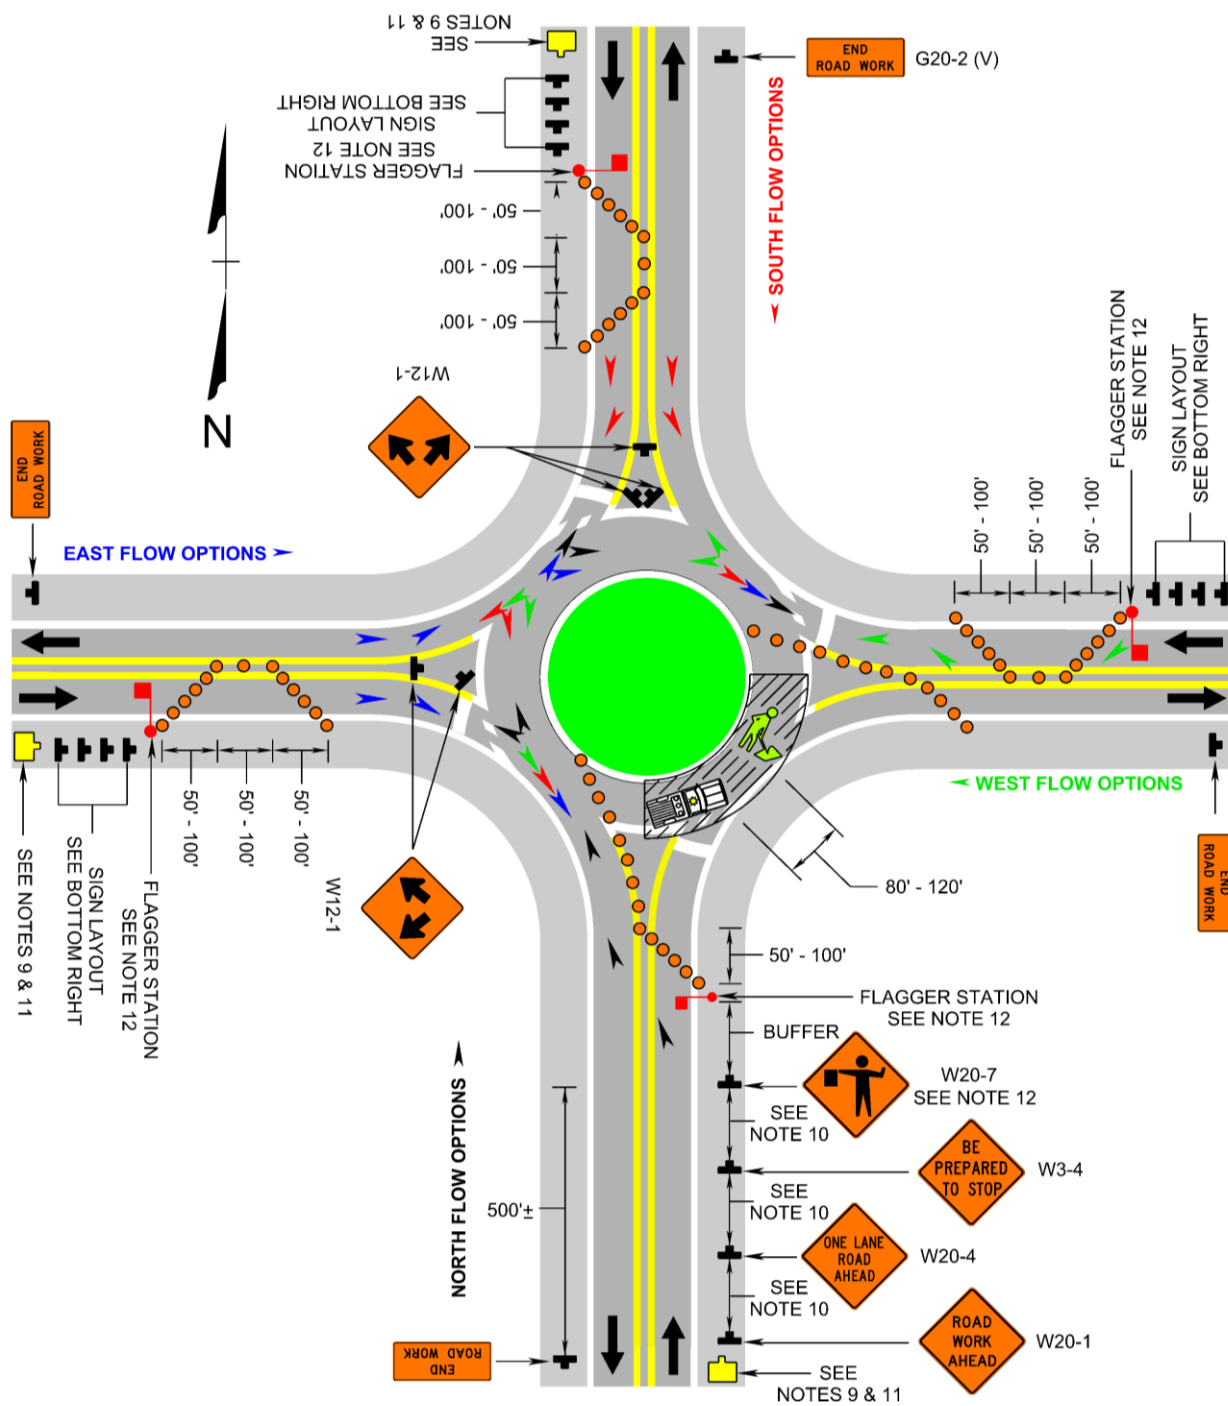 SEE
NOTES 9 & 11
END
ROAD WORK
G20-2 (V)
SEE BOTTOM RIGHT
SIGN LAYOUT
SEE NOTE 12
FLAGGER STATION
50' - 100'
50' - 100'
50' - 100'
SOUTH FLOW OPTIONS
W12-1
N
END
ROAD WORK
EAST FLOW OPTIONS
FLAGGER STATION
SEE NOTE 12
SIGN LAYOUT
SEE BOTTOM RIGHT
50' - 100'
50' - 100'
50' - 100'
WEST FLOW OPTIONS
END
ROAD WORK
80' - 120'
SEE NOTES 9 & 11
SIGN LAYOUT
SEE BOTTOM RIGHT
FLAGGER STATION
SEE NOTE 12
50' - 100'
50' - 100'
50' - 100'
W12-1
50' - 100'
FLAGGER STATION
SEE NOTE 12
BUFFER
W20-7
SEE NOTE 12
SEE
NOTE 10
BE
PREPARED
TO STOP
W3-4
SEE
NOTE 10
ONE LANE
ROAD
AHEAD
W20-4
SEE
NOTE 10
ROAD
WORK
AHEAD
W20-1
SEE
NOTES 9 & 11
NORTH FLOW OPTIONS
500'±
END
ROAD WORK